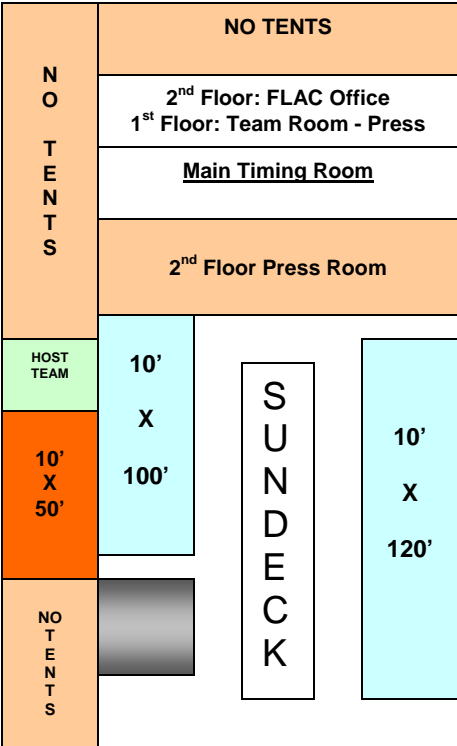 NO TENTS
N
O
T
E
N
T
S
2nd Floor: FLAC Office
1st Floor: Team Room - Press
Main Timing Room
2nd Floor Press Room
HOST
TEAM
10’
X
100’
S
U
N
D
E
C
K
10’
X
120’
10’
X
50’
NO
T
E
N
T
S